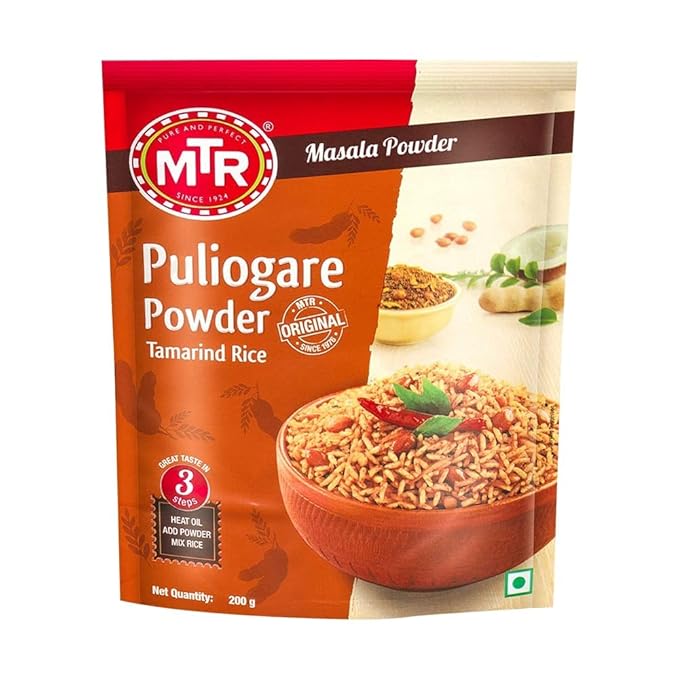 PURE AND PERFECT
MTR
®
SINCE 1924
Masala Powder
Puliogare
Powder
Tamarind Rice
MTR
ORIGINAL
SINCE 1976
GREAT TASTE IN
3
steps
HEAT OIL
ADD POWDER
MIX RICE
Net Quantity: 200 g